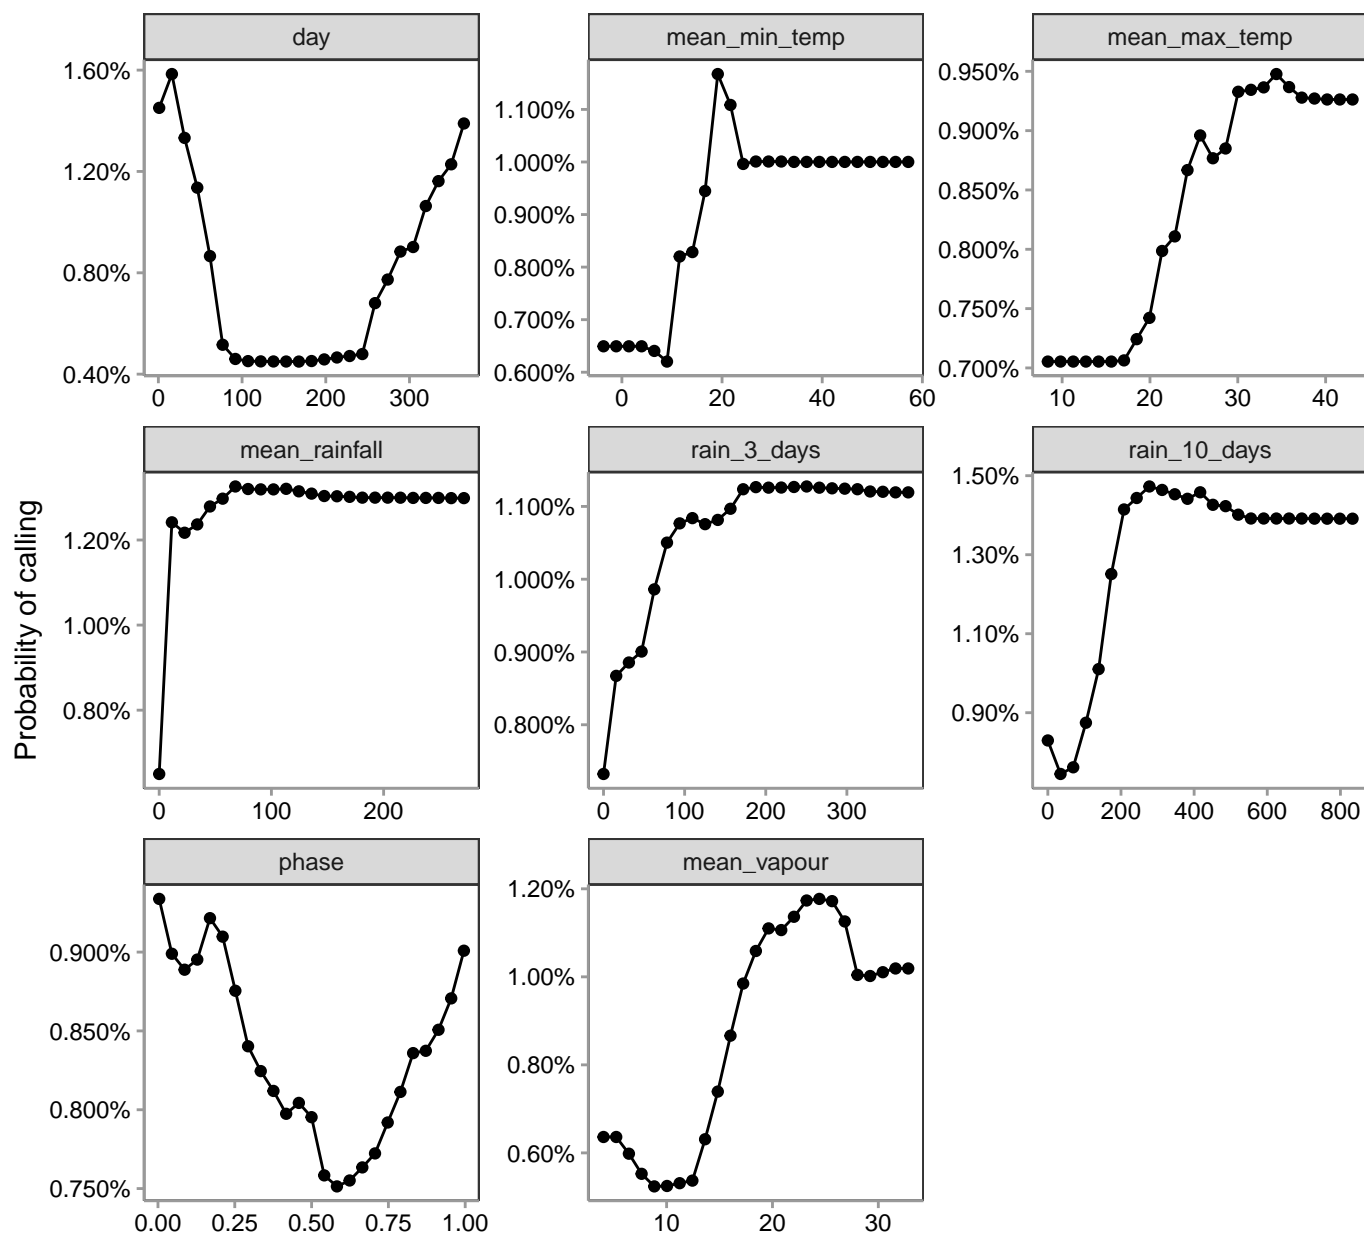 day
mean_min_temp
mean_max_temp
1.60%
1.20%
0.80%
0.40%
0 100 200 300
1.100%
1.000%
0.900%
0.800%
0.700%
0.600%
0 20 40 60
0.950%
0.900%
0.850%
0.800%
0.750%
0.700%
10 20 30 40
Probability of calling
mean_rainfall
rain_3_days
rain_10_days
1.20%
1.00%
0.80%
0 100 200
1.100%
1.000%
0.900%
0.800%
0 100 200 300
1.50%
1.30%
1.10%
0.90%
0 200 400 600 800
phase
mean_vapour
0.900%
0.850%
0.800%
0.750%
0.00 0.25 0.50 0.75 1.00
1.20%
1.00%
0.80%
0.60%
10 20 30